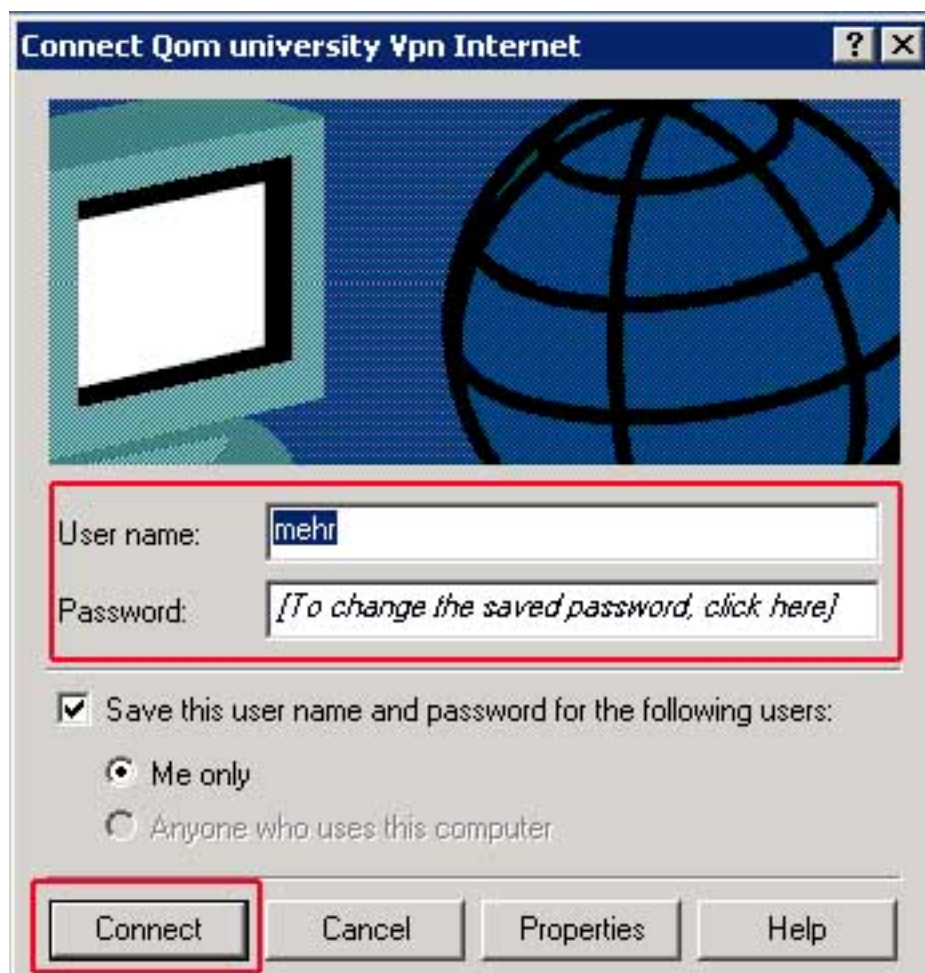 Connect Qom university Vpn Internet
User name:
mehr
Password:
[To change the saved password, click here]
Save this user name and password for the following users:
Me only
Anyone who uses this computer
Connect
Cancel
Properties
Help